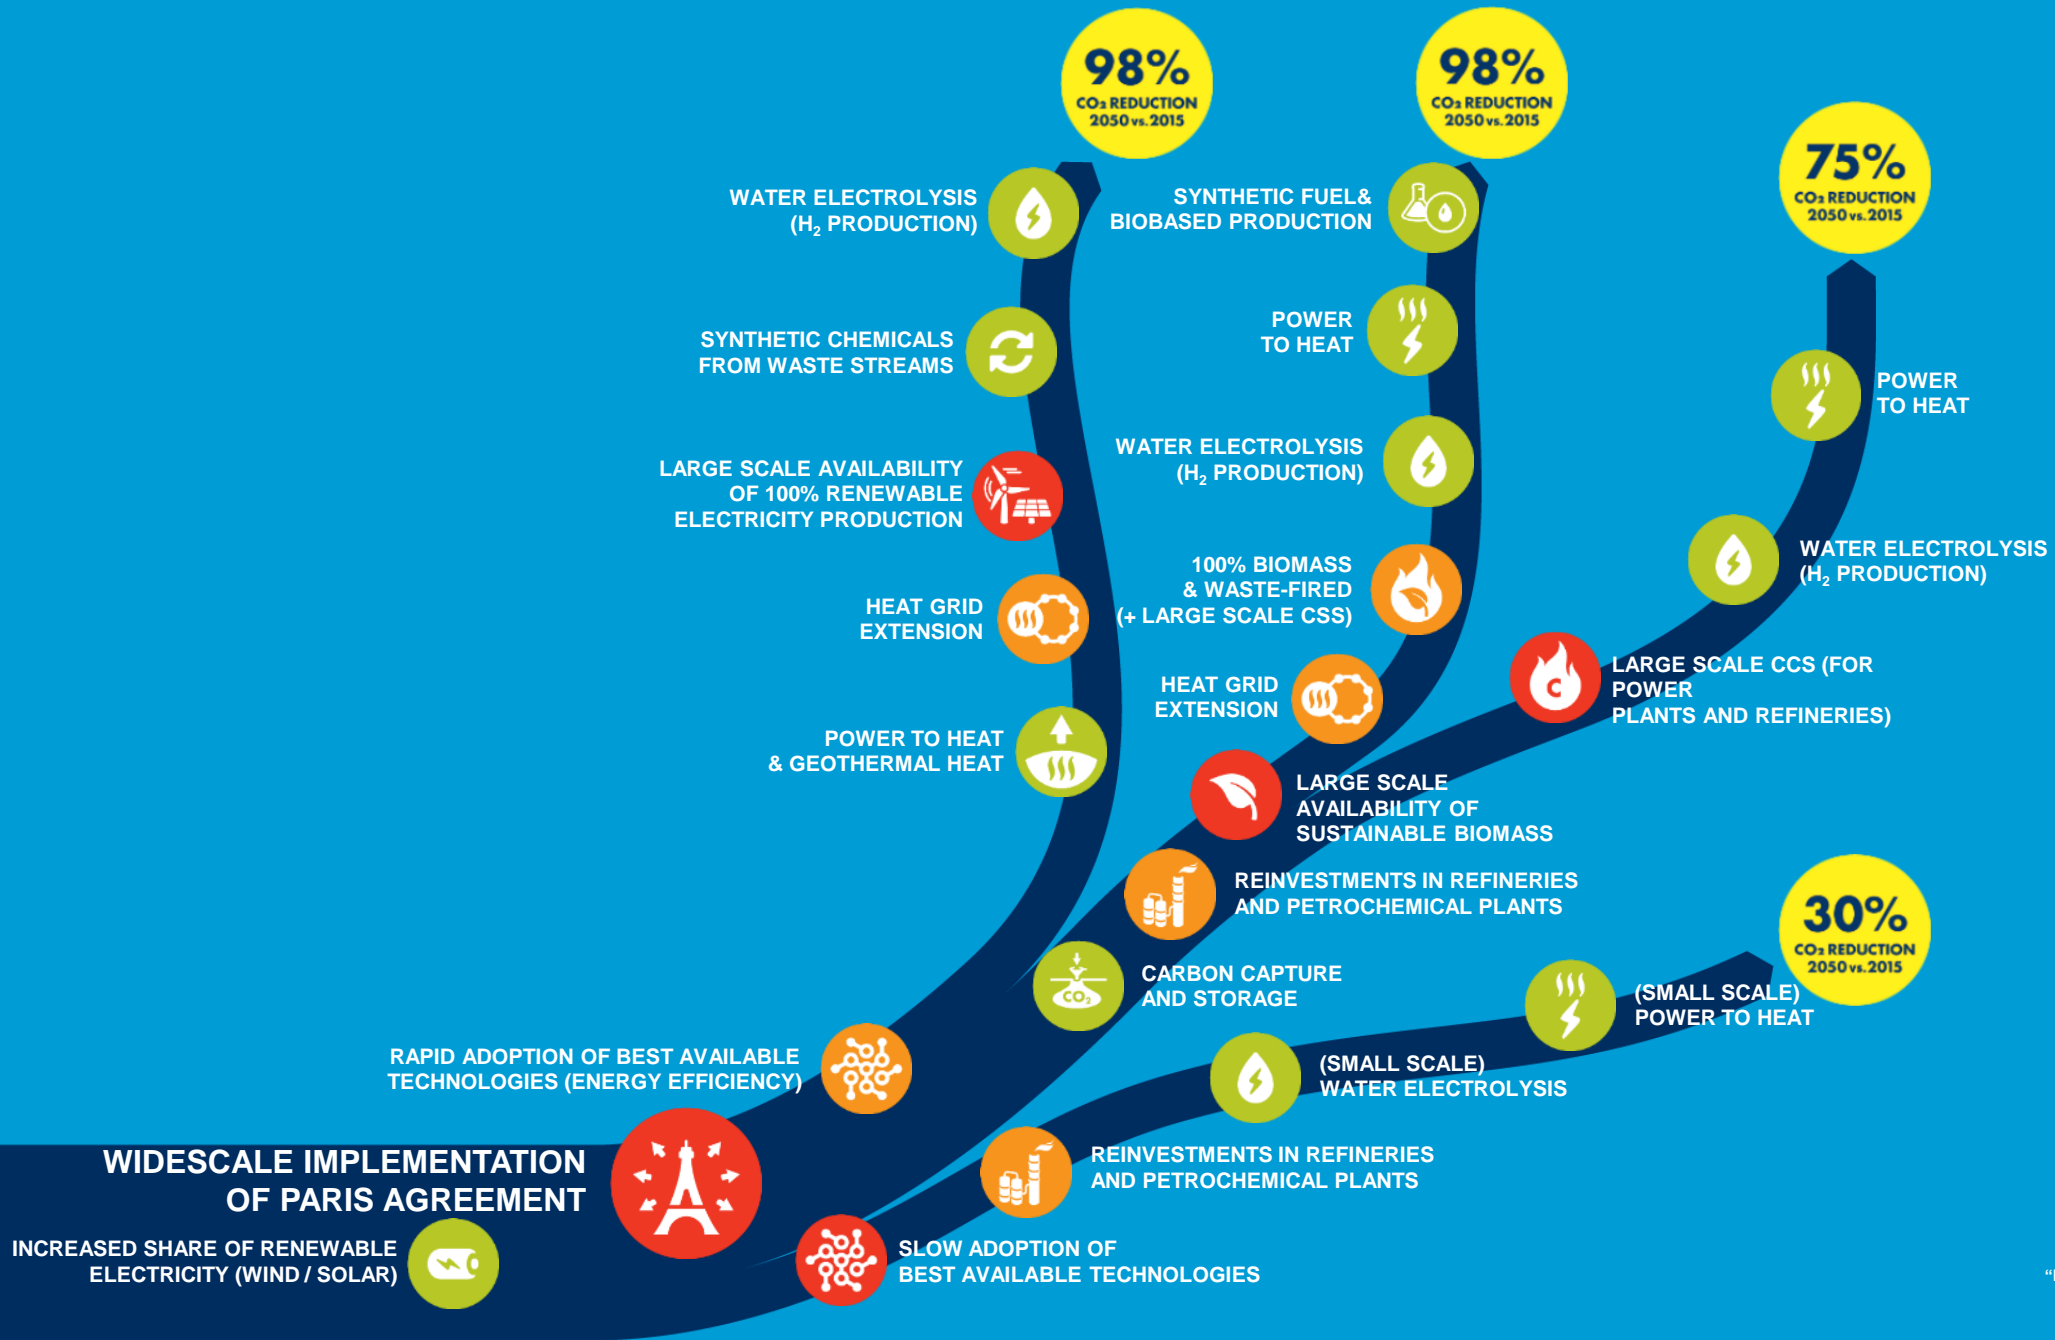 98%
CO₂ REDUCTION
2050 vs. 2015
98%
CO₂ REDUCTION
2050 vs. 2015
75%
CO₂ REDUCTION
2050 vs. 2015
WATER ELECTROLYSIS
(H₂ PRODUCTION)
SYNTHETIC FUEL&
BIOBASED PRODUCTION
SYNTHETIC CHEMICALS
FROM WASTE STREAMS
POWER
TO HEAT
POWER
TO HEAT
LARGE SCALE AVAILABILITY
OF 100% RENEWABLE
ELECTRICITY PRODUCTION
WATER ELECTROLYSIS
(H₂ PRODUCTION)
WATER ELECTROLYSIS
(H₂ PRODUCTION)
HEAT GRID
EXTENSION
100% BIOMASS
& WASTE-FIRED
(+ LARGE SCALE CSS)
C
LARGE SCALE CCS (FOR
POWER
PLANTS AND REFINERIES)
HEAT GRID
EXTENSION
POWER TO HEAT
& GEOTHERMAL HEAT
LARGE SCALE
AVAILABILITY OF
SUSTAINABLE BIOMASS
REINVESTMENTS IN REFINERIES
AND PETROCHEMICAL PLANTS
30%
CO₂ REDUCTION
2050 vs. 2015
CO₂
CARBON CAPTURE
AND STORAGE
(SMALL SCALE)
POWER TO HEAT
RAPID ADOPTION OF BEST AVAILABLE
TECHNOLOGIES (ENERGY EFFICIENCY)
(SMALL SCALE)
WATER ELECTROLYSIS
WIDESCALE IMPLEMENTATION
OF PARIS AGREEMENT
REINVESTMENTS IN REFINERIES
AND PETROCHEMICAL PLANTS
INCREASED SHARE OF RENEWABLE
ELECTRICITY (WIND / SOLAR)
SLOW ADOPTION OF
BEST AVAILABLE TECHNOLOGIES